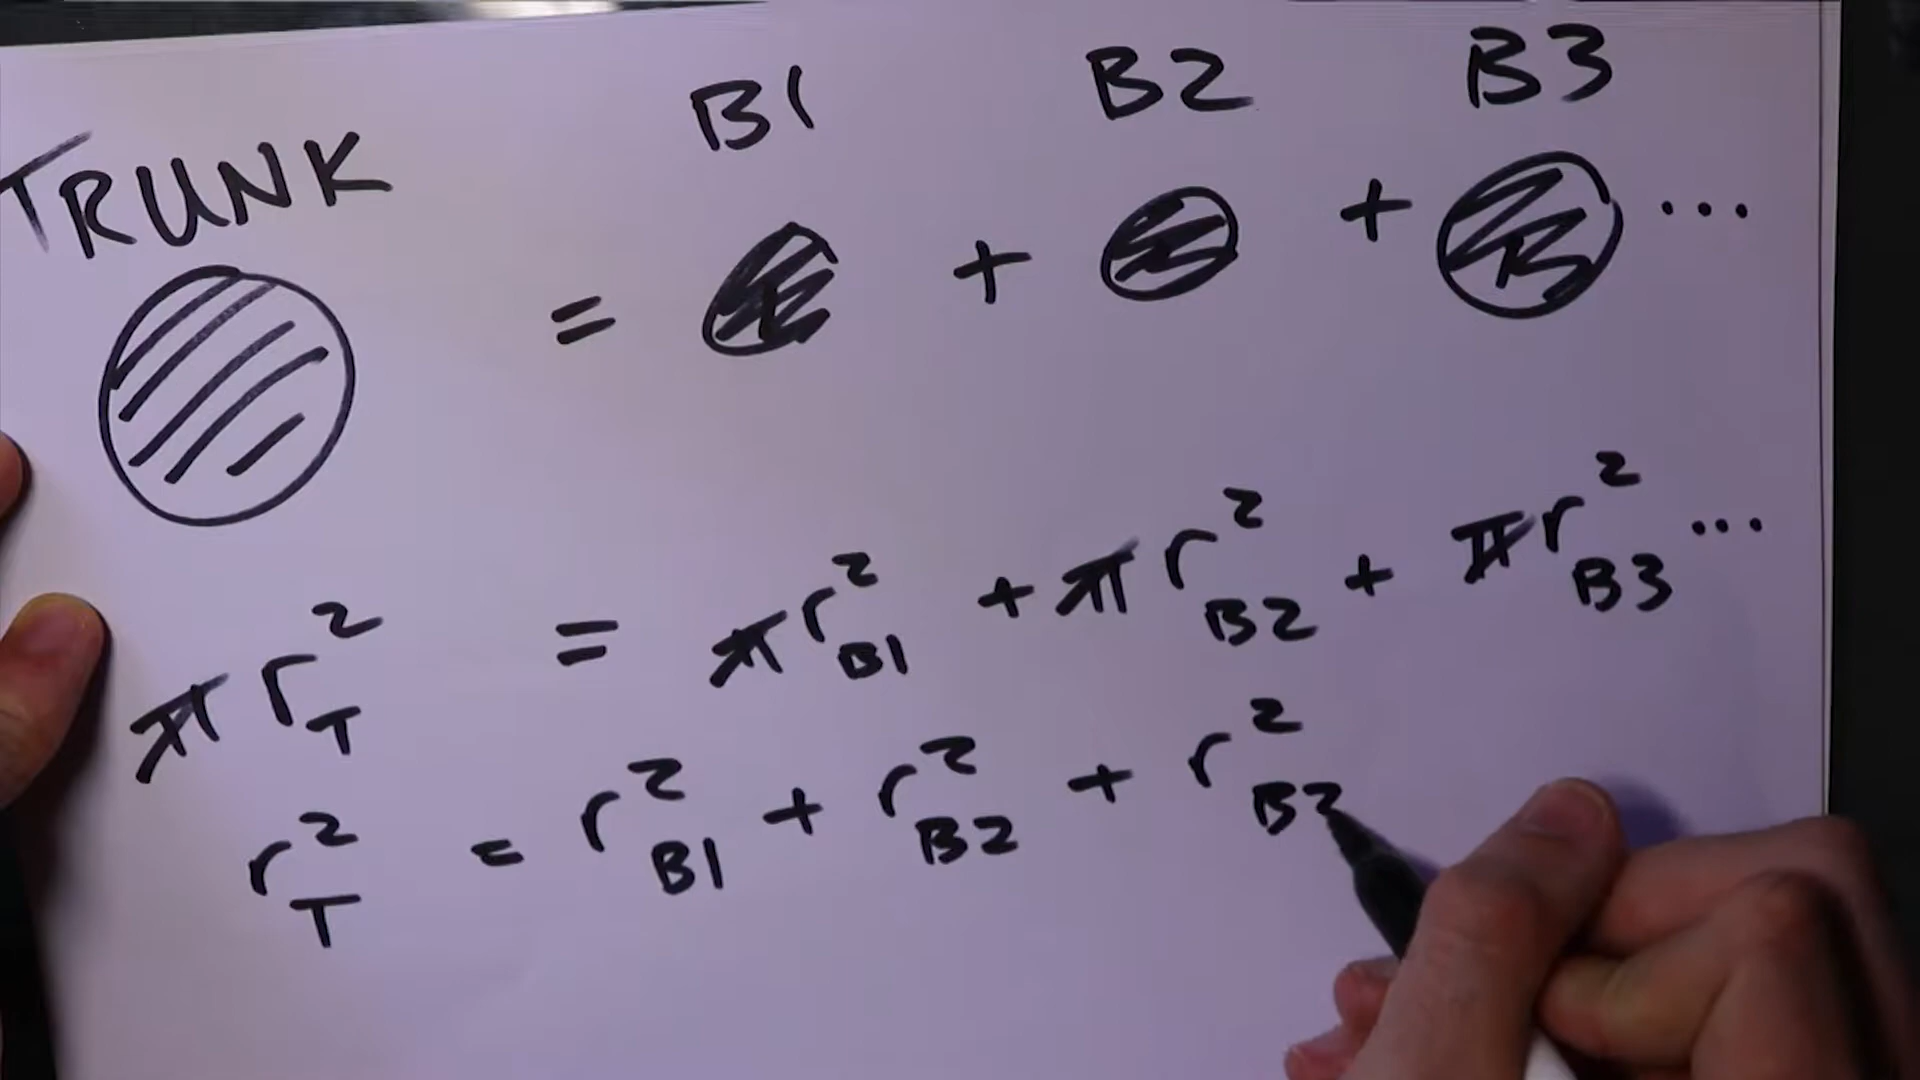 TRUNK B1 B2 B3
= + + ...
πr²_T = πr²_B1 + πr²_B2 + πr²_B3 ...
r²_T = r²_B1 + r²_B2 + r²_B3